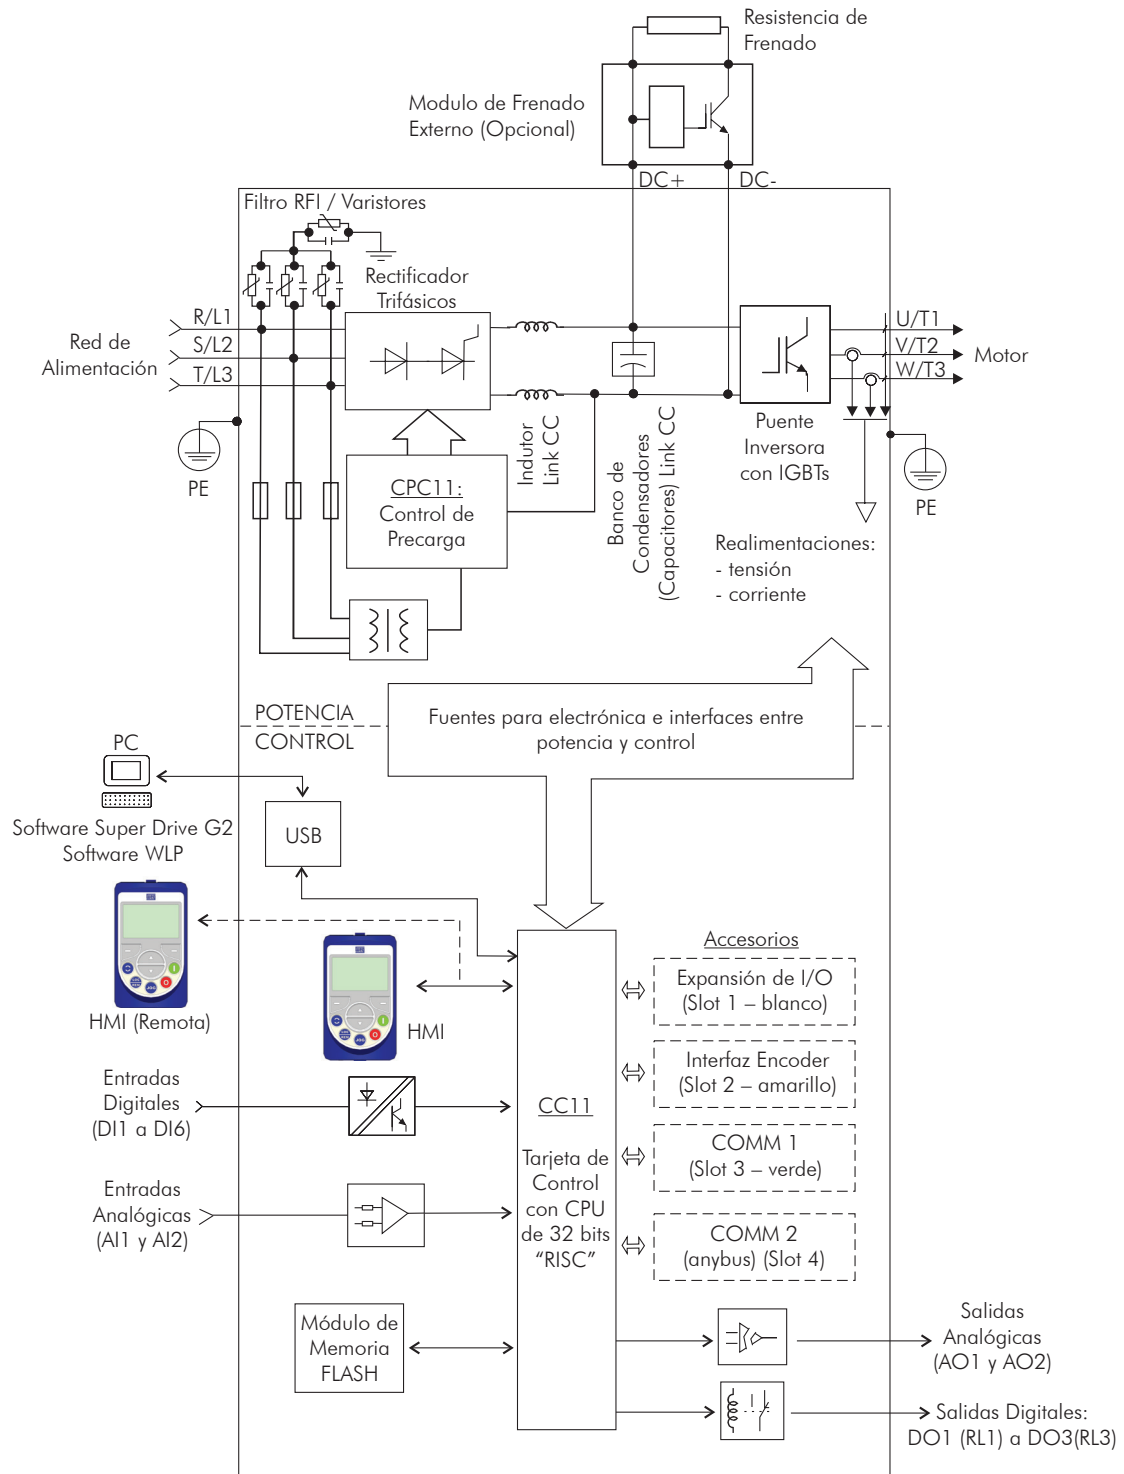 Resistencia de
Frenado
Modulo de Frenado
Externo (Opcional)
DC+
DC-
Filtro RFI / Varistores
Rectificador
Trifásicos
R/L1
S/L2
T/L3
Red de
Alimentación
PE
U/T1
V/T2
W/T3
Motor
Puente
Inversora
con IGBTs
PE
Indutor
Link CC
Banco de
Condensadores
(Capacitores) Link CC
CPC11:
Control de
Precarga
Realimentaciones:
- tensión
- corriente
POTENCIA
CONTROL
Fuentes para electrónica e interfaces entre
potencia y control
PC
Software Super Drive G2
Software WLP
USB
HMI (Remota)
HMI
Accesorios
Expansión de I/O
(Slot 1 – blanco)
Interfaz Encoder
(Slot 2 – amarillo)
COMM 1
(Slot 3 – verde)
COMM 2
(anybus) (Slot 4)
Entradas
Digitales
(DI1 a DI6)
Entradas
Analógicas
(AI1 y AI2)
CC11
Tarjeta de
Control
con CPU
de 32 bits
“RISC”
Módulo de
Memoria
FLASH
Salidas
Analógicas
(AO1 y AO2)
Salidas Digitales:
DO1 (RL1) a DO3(RL3)